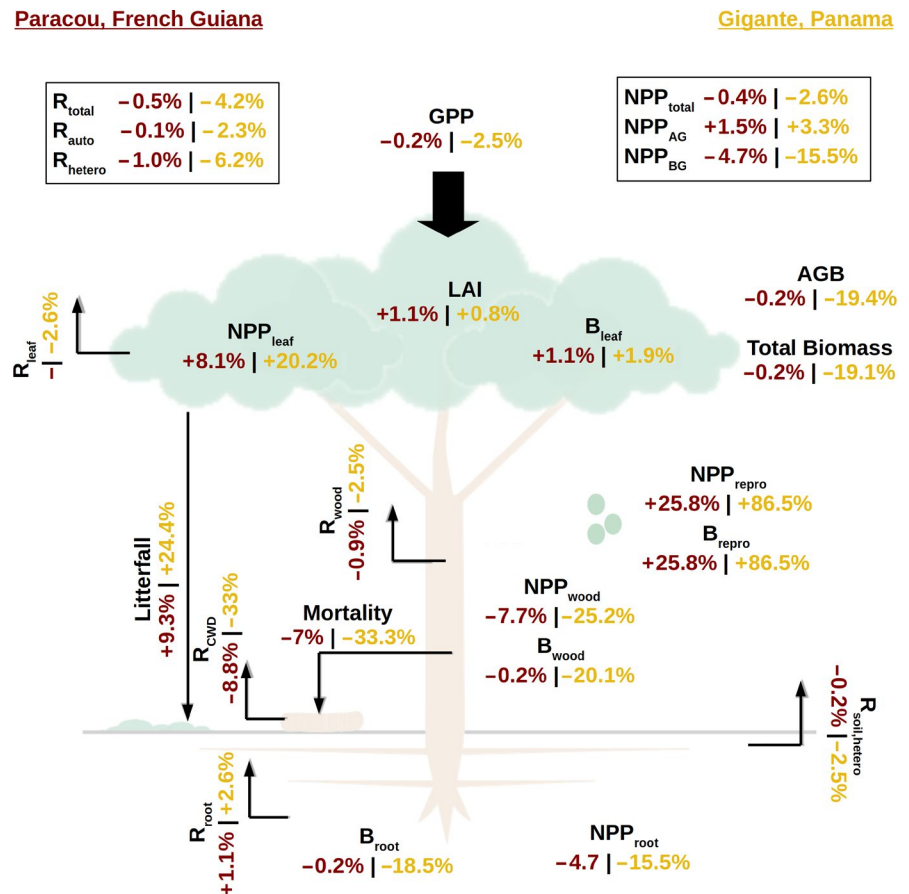 Paracou, French Guiana
Gigante, Panama
R_total −0.5% | −4.2%
R_auto −0.1% | −2.3%
R_hetero −1.0% | −6.2%
GPP
−0.2% | −2.5%
NPP_total −0.4% | −2.6%
NPP_AG +1.5% | +3.3%
NPP_BG −4.7% | −15.5%
LAI
+1.1% | +0.8%
AGB
−0.2% | −19.4%
R_leaf
− | −2.6%
NPP_leaf
+8.1% | +20.2%
B_leaf
+1.1% | +1.9%
Total Biomass
−0.2% | −19.1%
R_wood
−0.9% | −2.5%
NPP_repro
+25.8% | +86.5%
B_repro
+25.8% | +86.5%
Litterfall
+9.3% | +24.4%
R_CWD
−8.8% | −33%
Mortality
−7% | −33.3%
NPP_wood
−7.7% | −25.2%
B_wood
−0.2% | −20.1%
R_soil,hetero
−0.2% | −2.5%
R_root
+1.1% | +2.6%
B_root
−0.2% | −18.5%
NPP_root
−4.7 | −15.5%